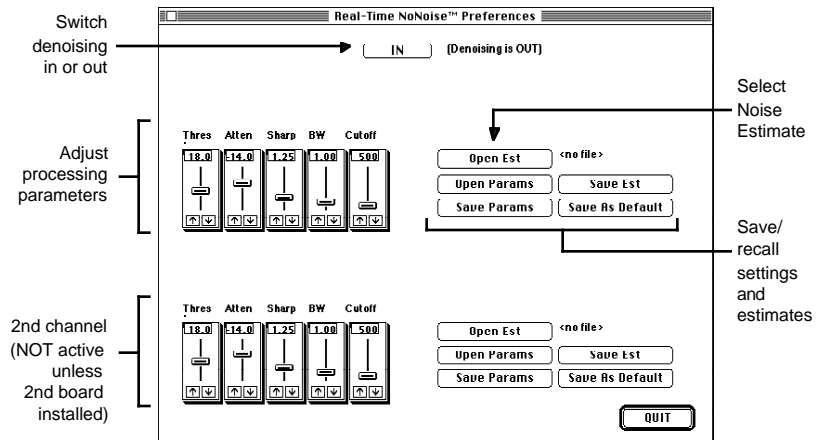 Real-Time NoNoise™ Preferences
Switch
denoising
in or out
IN
(Denoising is OUT)
Select
Noise
Estimate
Adjust
processing
parameters
Thres Atten Sharp BW Cutoff
18.0 -14.0 1.25 1.00 500
Open Est
<no file>
Open Params
Save Est
Save Params
Save As Default
Save/
recall
settings
and
estimates
2nd channel
(NOT active
unless
2nd board
installed)
Thres Atten Sharp BW Cutoff
18.0 -14.0 1.25 1.00 500
Open Est
<no file>
Open Params
Save Est
Save Params
Save As Default
QUIT